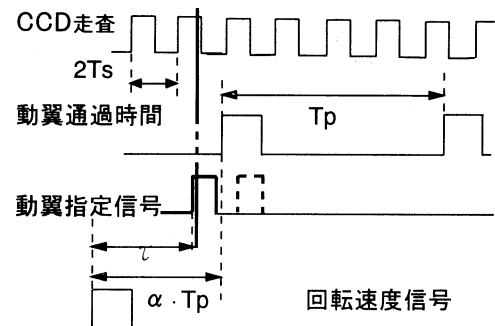 CCD走査
2Ts
動翼通過時間
Tp
動翼指定信号
τ
α・Tp
回転速度信号